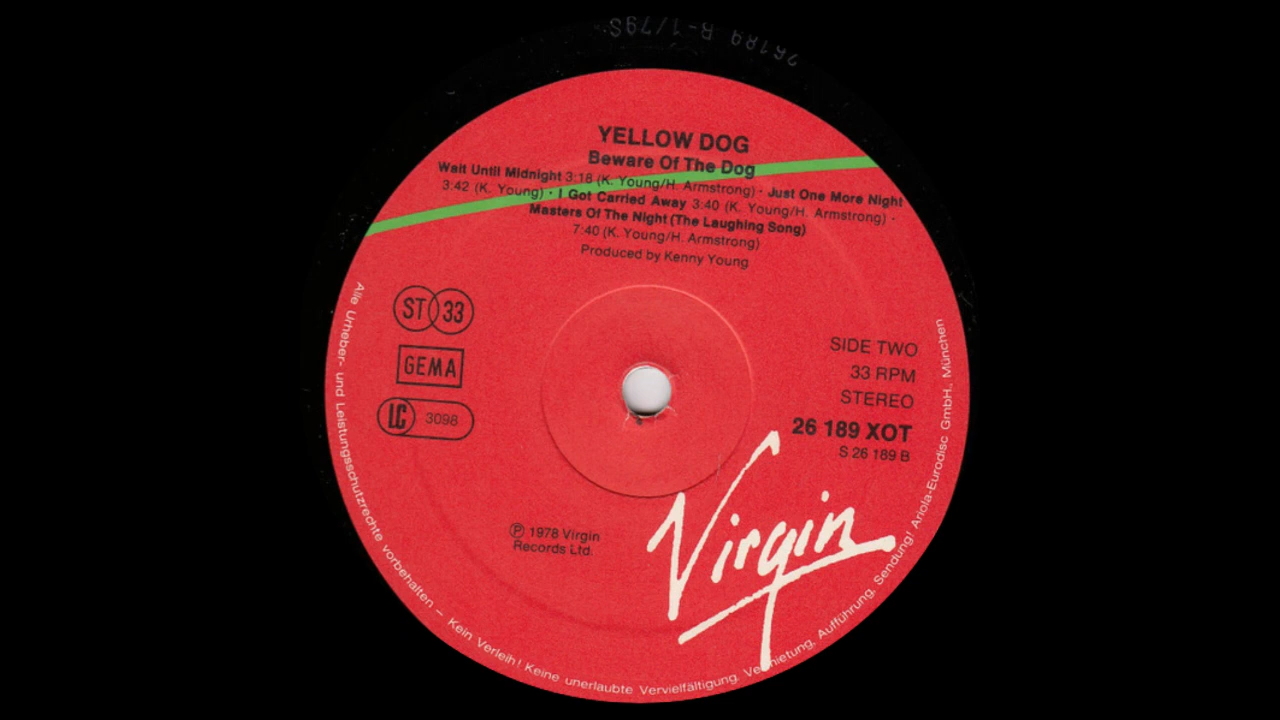 26189 B-1/79S
YELLOW DOG
Beware Of The Dog
Wait Until Midnight 3:18 (K. Young/H. Armstrong) · Just One More Night
3:42 (K. Young) · I Got Carried Away 3:40 (K. Young/H. Armstrong) ·
Masters Of The Night (The Laughing Song)
7:40 (K. Young/H. Armstrong)
Produced by Kenny Young
ST 33
GEMA
LC 3098
SIDE TWO
33 RPM
STEREO
26 189 XOT
S 26 189 B
℗ 1978 Virgin
Records Ltd.
Virgin
Alle Urheber- und Leistungsschutzrechte vorbehalten – Kein Verleih! Keine unerlaubte Vervielfältigung, Vermietung, Aufführung, Sendung! Ariola-Eurodisc GmbH., München